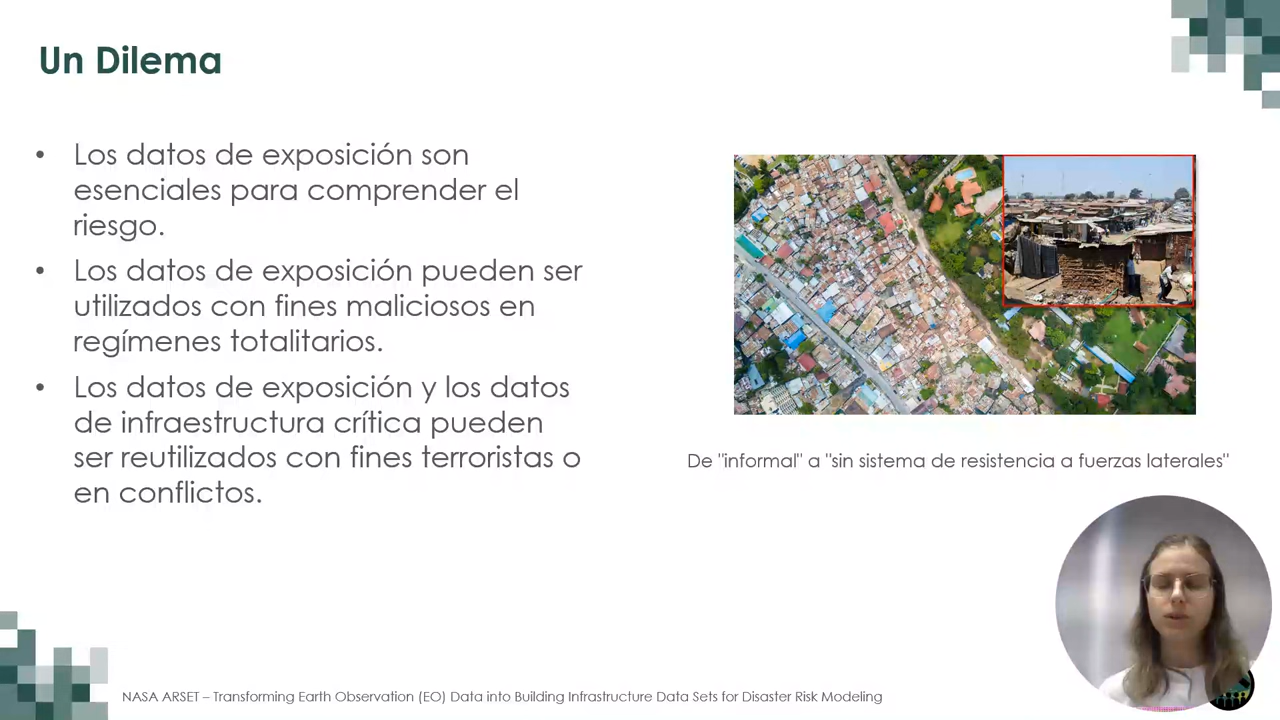 Un Dilema
• Los datos de exposición son
esenciales para comprender el
riesgo.
• Los datos de exposición pueden ser
utilizados con fines maliciosos en
regímenes totalitarios.
• Los datos de exposición y los datos
de infraestructura crítica pueden
ser reutilizados con fines terroristas o
en conflictos.
De "informal" a "sin sistema de resistencia a fuerzas laterales"
NASA ARSET – Transforming Earth Observation (EO) Data into Building Infrastructure Data Sets for Disaster Risk Modeling